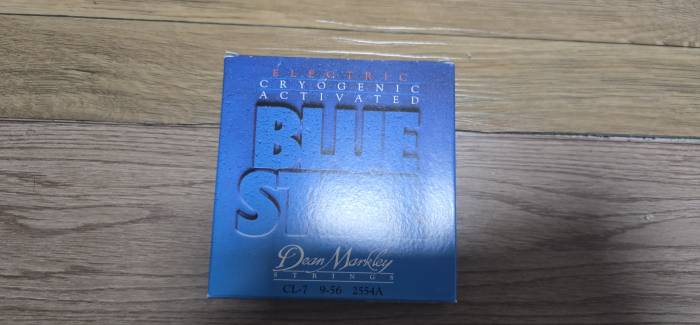 ELECTRIC
CRYOGENIC
ACTIVATED
BLUE
ST
Dean Markley
STRINGS
CL-7 9-56 2554A